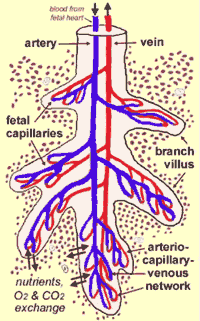 blood from
fetal heart
artery
vein
fetal
capillaries
branch
villus
arterio-
capillary-
venous
network
nutrients,
O2 & CO2
exchange